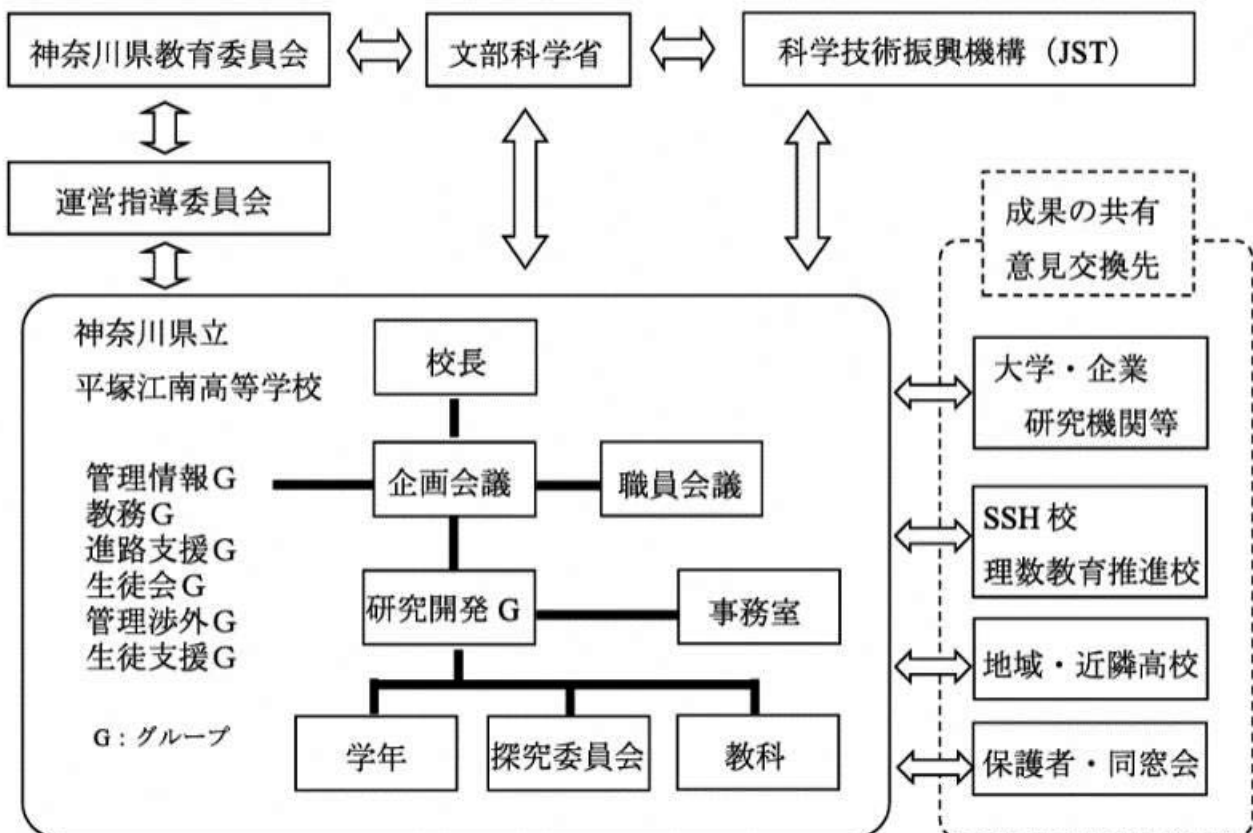 神奈川県教育委員会
文部科学省
科学技術振興機構（JST）
運営指導委員会
成果の共有
意見交換先
神奈川県立
平塚江南高等学校
校長
大学・企業
研究機関等
管理情報G
教務G
進路支援G
生徒会G
管理渉外G
生徒支援G
企画会議
職員会議
SSH 校
理数教育推進校
研究開発 G
事務室
地域・近隣高校
G：グループ
学年
探究委員会
教科
保護者・同窓会